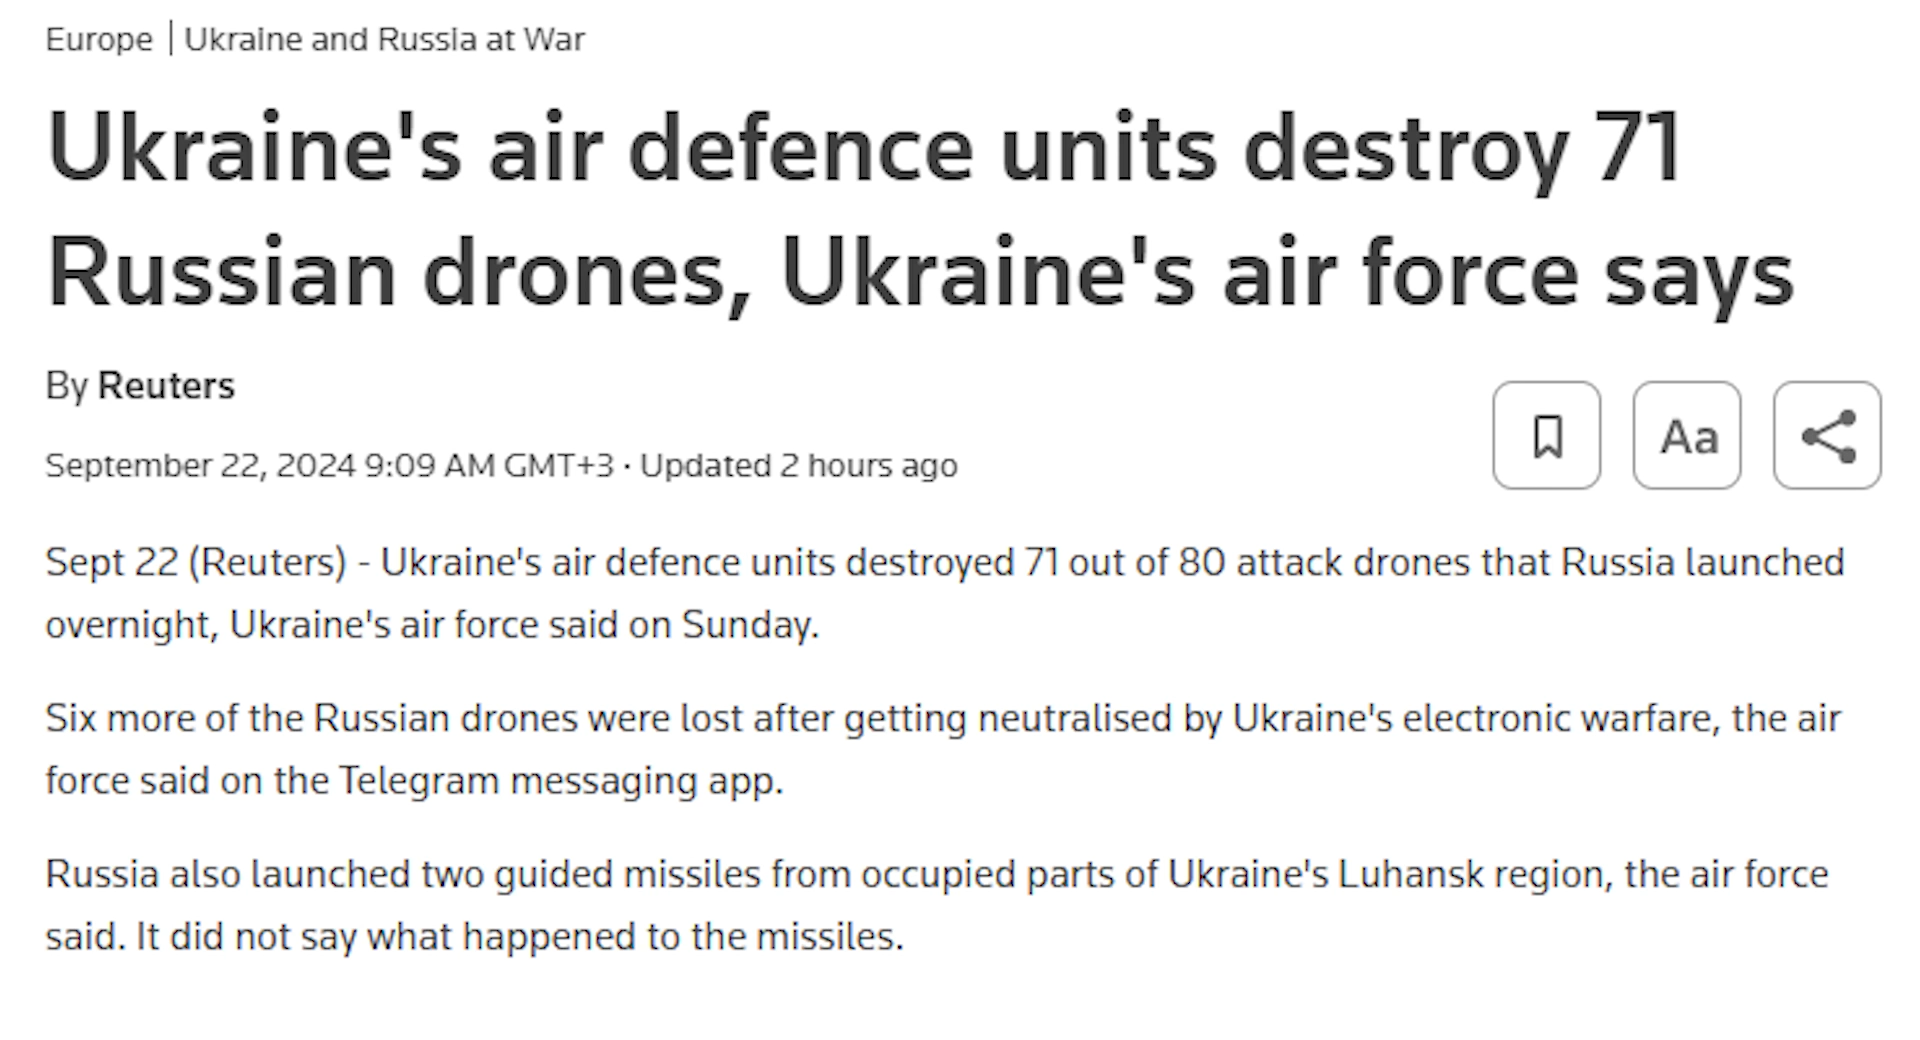 Europe | Ukraine and Russia at War
Ukraine's air defence units destroy 71
Russian drones, Ukraine's air force says
By Reuters
Aa
September 22, 2024 9:09 AM GMT+3 · Updated 2 hours ago
Sept 22 (Reuters) - Ukraine's air defence units destroyed 71 out of 80 attack drones that Russia launched
overnight, Ukraine's air force said on Sunday.
Six more of the Russian drones were lost after getting neutralised by Ukraine's electronic warfare, the air
force said on the Telegram messaging app.
Russia also launched two guided missiles from occupied parts of Ukraine's Luhansk region, the air force
said. It did not say what happened to the missiles.